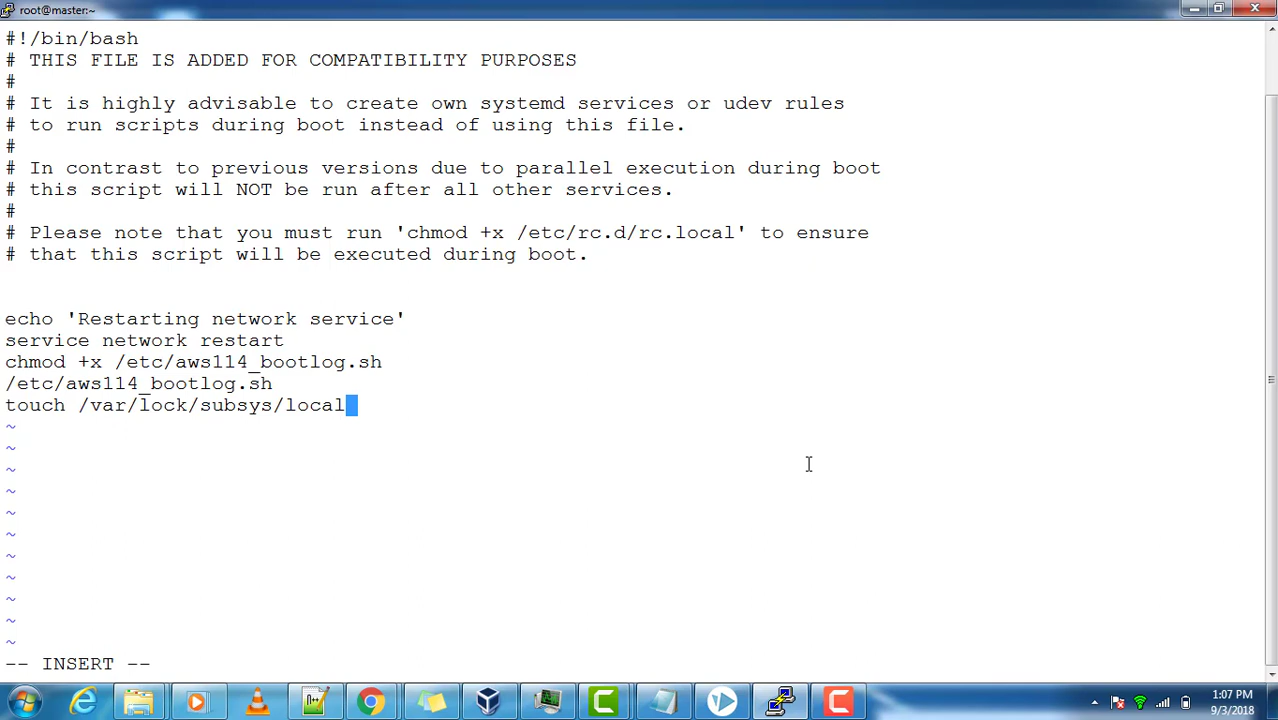 root@master:~
#!/bin/bash
# THIS FILE IS ADDED FOR COMPATIBILITY PURPOSES
#
# It is highly advisable to create own systemd services or udev rules
# to run scripts during boot instead of using this file.
#
# In contrast to previous versions due to parallel execution during boot
# this script will NOT be run after all other services.
#
# Please note that you must run 'chmod +x /etc/rc.d/rc.local' to ensure
# that this script will be executed during boot.
echo 'Restarting network service'
service network restart
chmod +x /etc/aws114_bootlog.sh
/etc/aws114_bootlog.sh
touch /var/lock/subsys/local
~
~
~
~
~
~
~
~
~
~
~
-- INSERT --
1:07 PM
9/3/2018